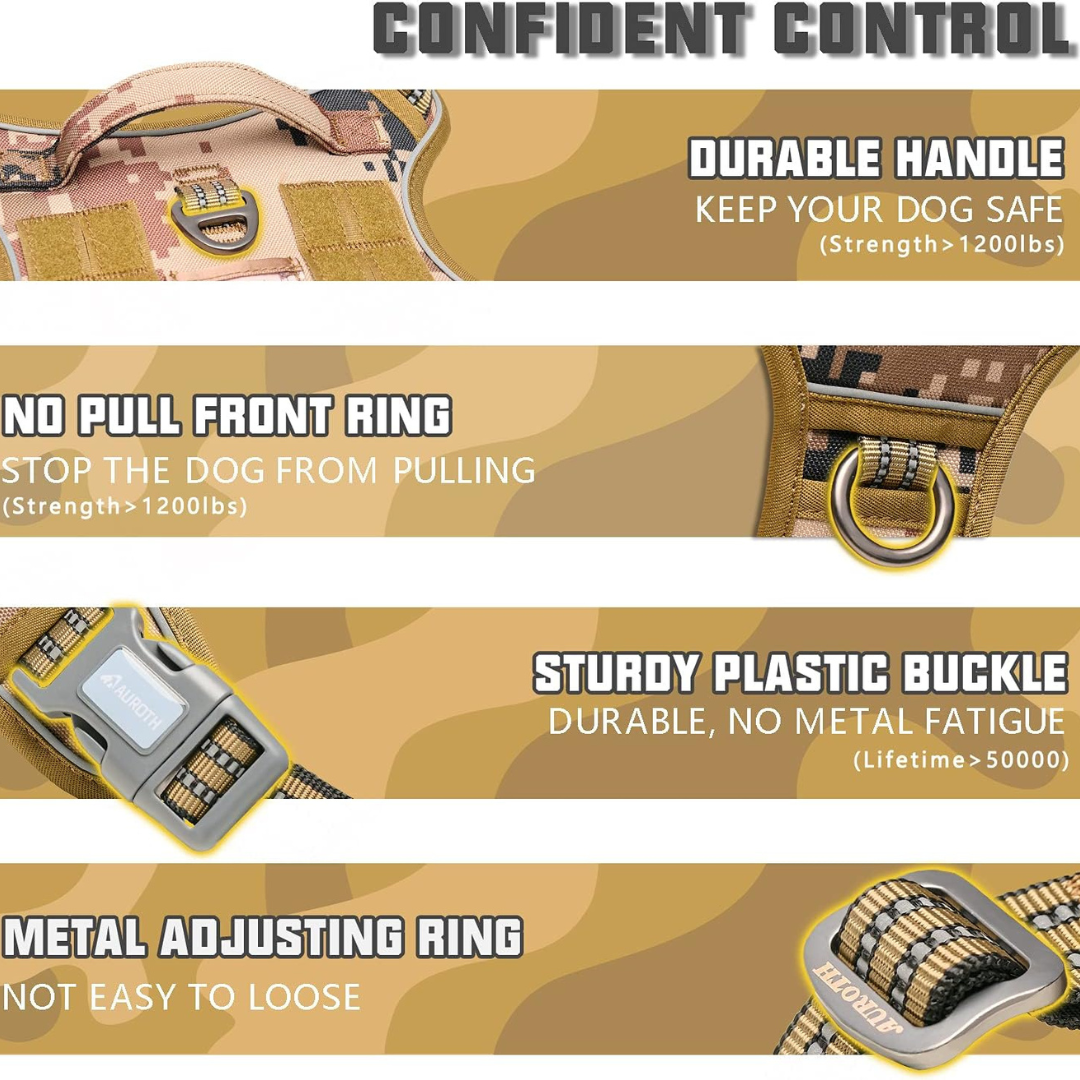 CONFIDENT CONTROL
DURABLE HANDLE
KEEP YOUR DOG SAFE
(Strength>1200lbs)
NO PULL FRONT RING
STOP THE DOG FROM PULLING
(Strength>1200lbs)
AUROTH
STURDY PLASTIC BUCKLE
DURABLE, NO METAL FATIGUE
(Lifetime>50000)
METAL ADJUSTING RING
NOT EASY TO LOOSE
AUROTH